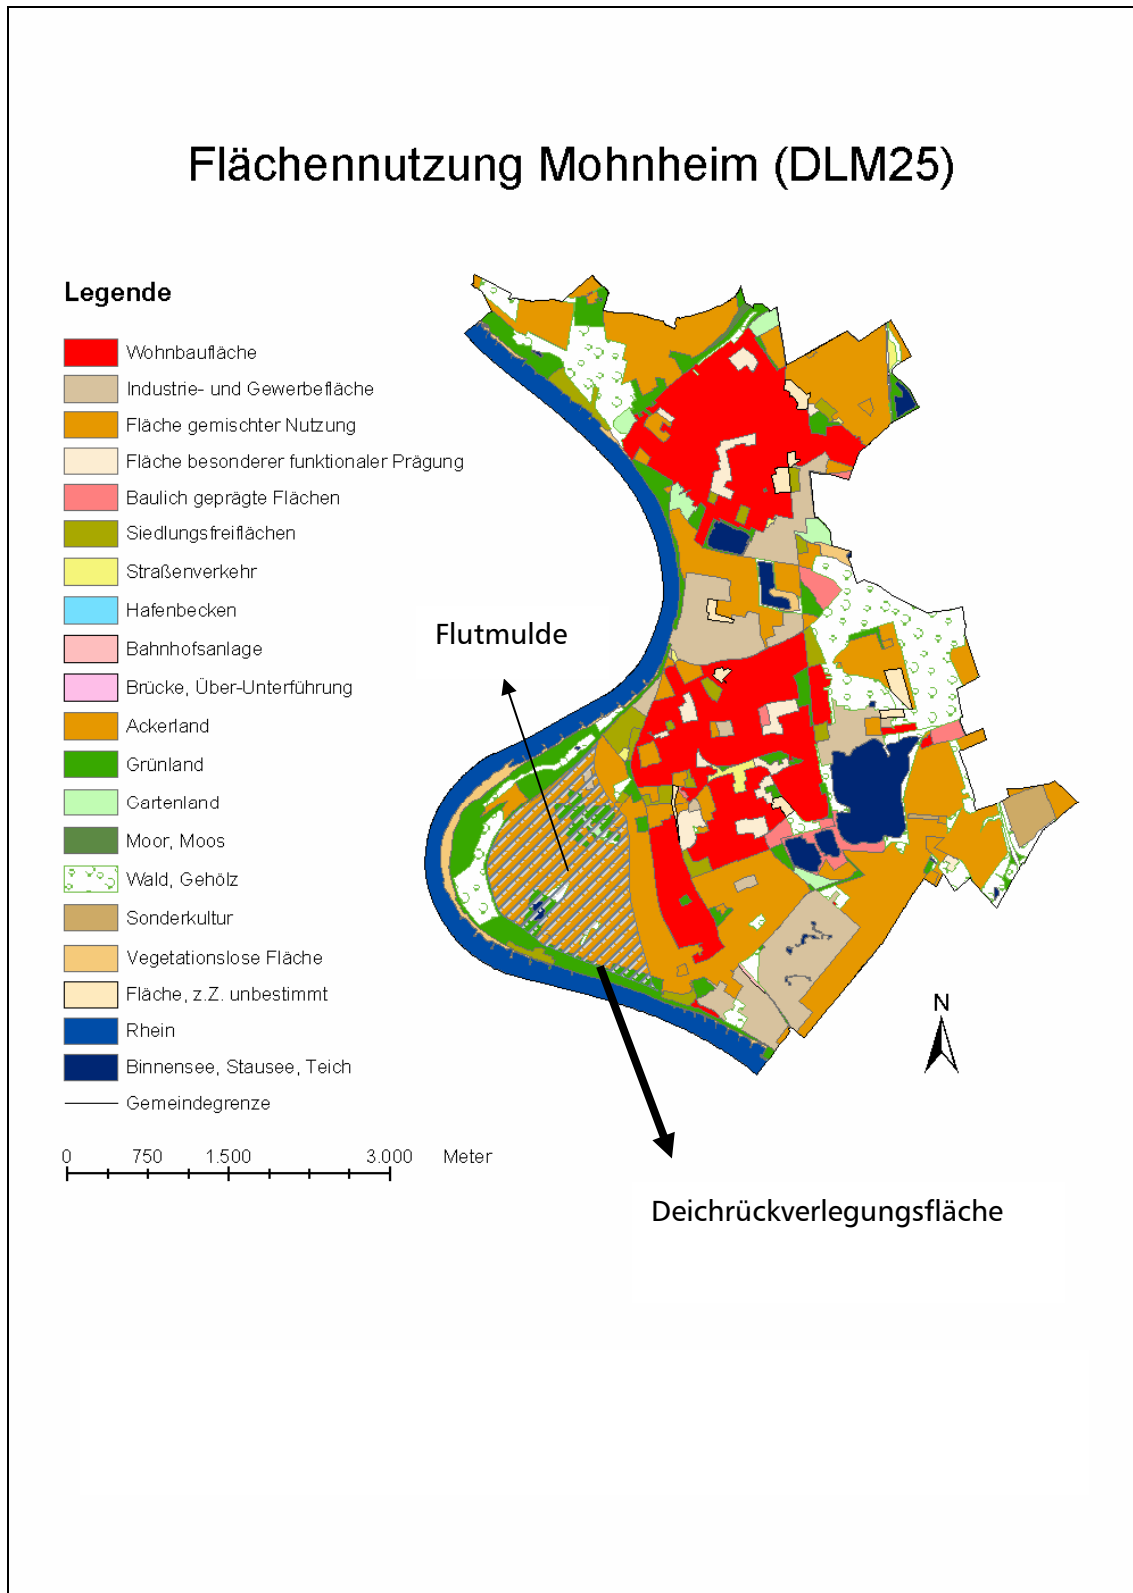 Flächennutzung Mohnheim (DLM25)
Legende
Wohnbaufläche
Industrie- und Gewerbefläche
Fläche gemischter Nutzung
Fläche besonderer funktionaler Prägung
Baulich geprägte Flächen
Siedlungsfreiflächen
Straßenverkehr
Hafenbecken
Bahnhofsanlage
Brücke, Über-Unterführung
Ackerland
Grünland
Gartenland
Moor, Moos
Wald, Gehölz
Sonderkultur
Vegetationslose Fläche
Fläche, z.Z. unbestimmt
Rhein
Binnensee, Stausee, Teich
Gemeindegrenze
0 750 1.500 3.000 Meter
Flutmulde
N
Deichrückverlegungsfläche